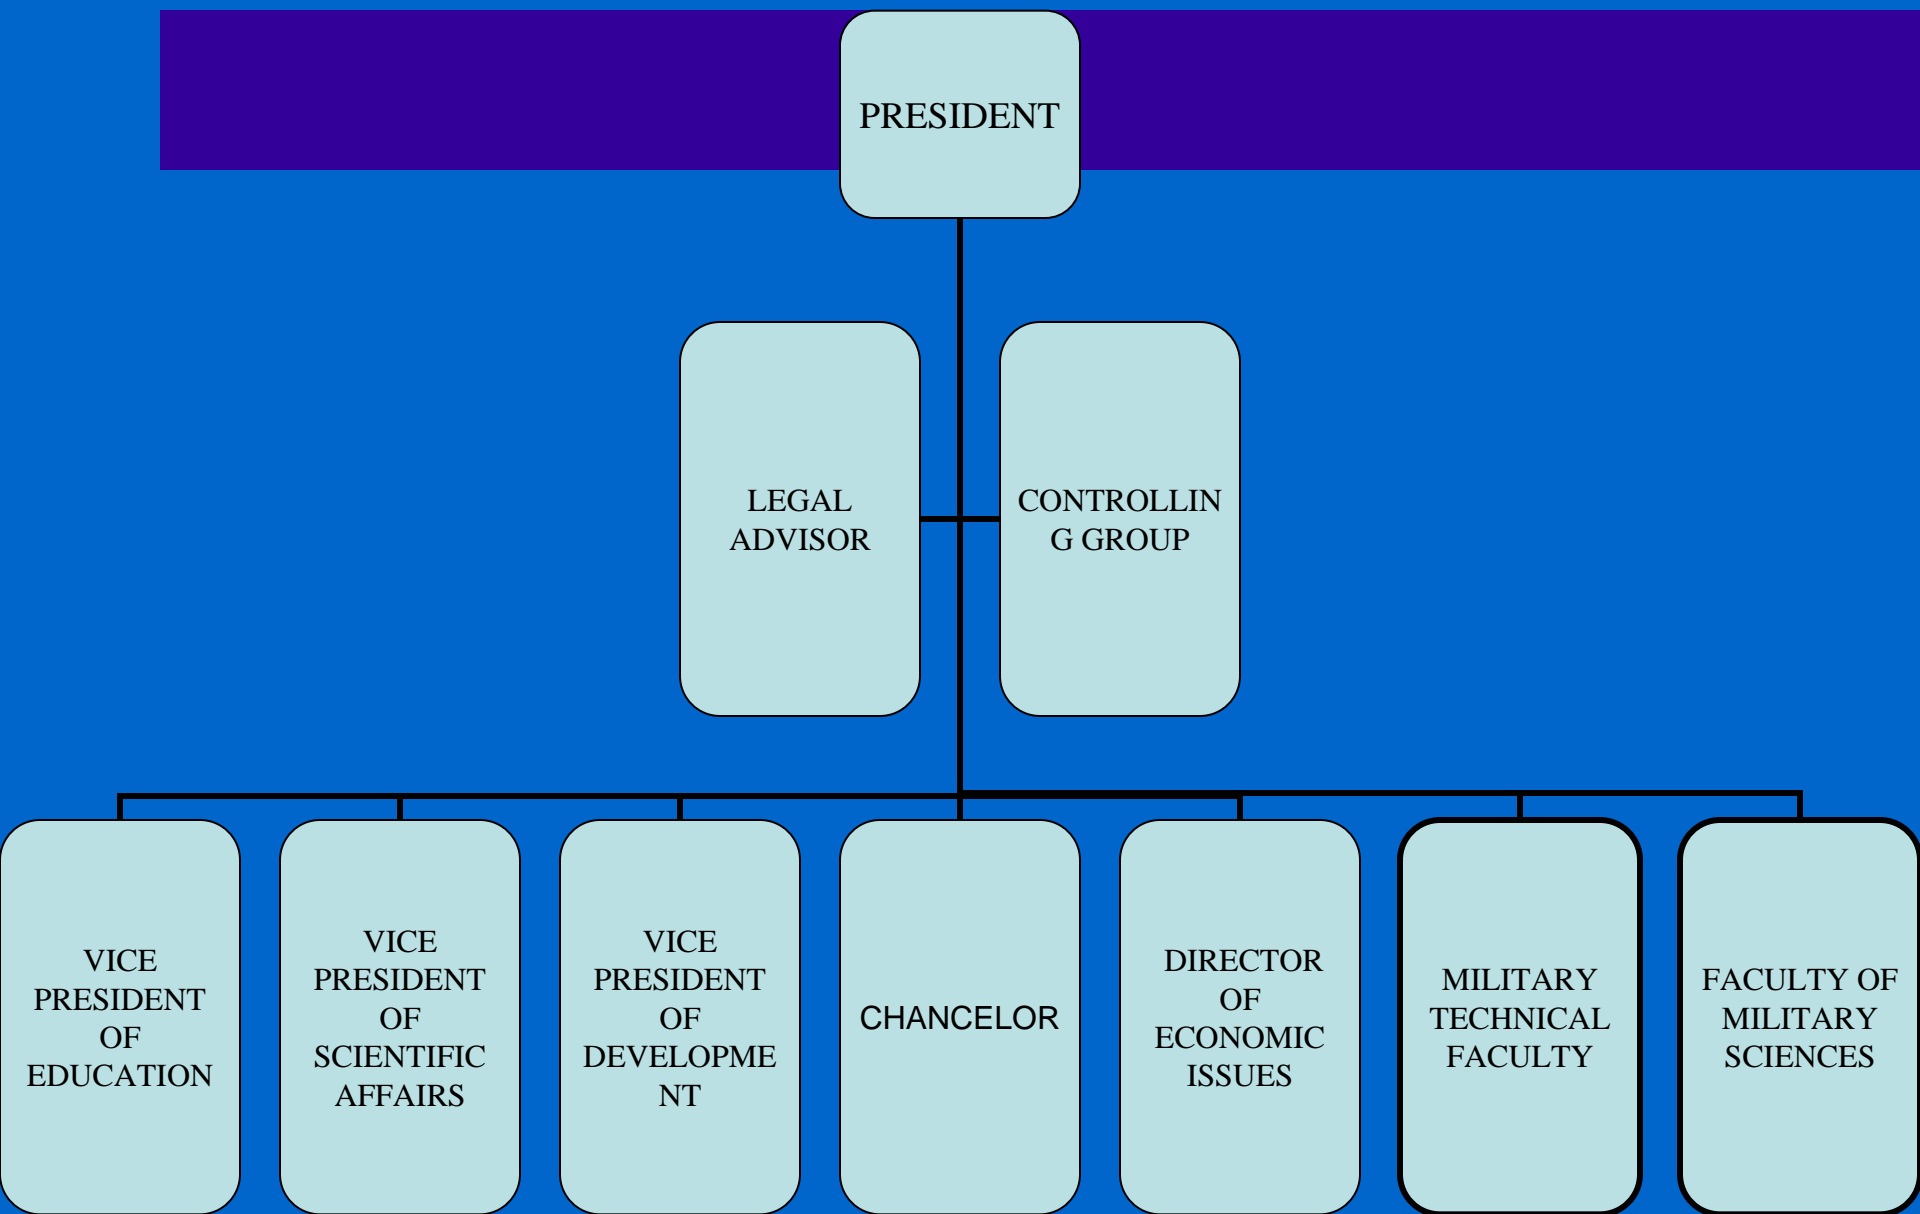 PRESIDENT
LEGAL
ADVISOR
CONTROLLIN
G GROUP
VICE
PRESIDENT
OF
EDUCATION
VICE
PRESIDENT
OF
SCIENTIFIC
AFFAIRS
VICE
PRESIDENT
OF
DEVELOPME
NT
CHANCELOR
DIRECTOR
OF
ECONOMIC
ISSUES
MILITARY
TECHNICAL
FACULTY
FACULTY OF
MILITARY
SCIENCES